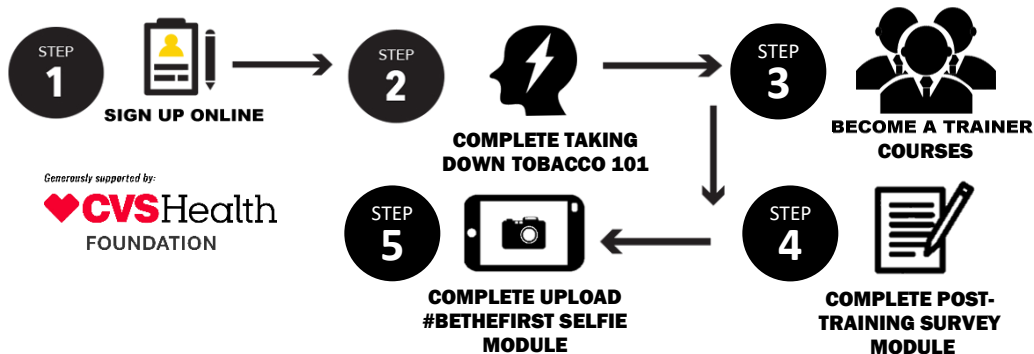 STEP
1
SIGN UP ONLINE
STEP
2
COMPLETE TAKING
DOWN TOBACCO 101
STEP
3
BECOME A TRAINER
COURSES
STEP
4
COMPLETE POST-
TRAINING SURVEY
MODULE
STEP
5
COMPLETE UPLOAD
#BETHEFIRST SELFIE
MODULE
Generously supported by:
CVSHealth
FOUNDATION